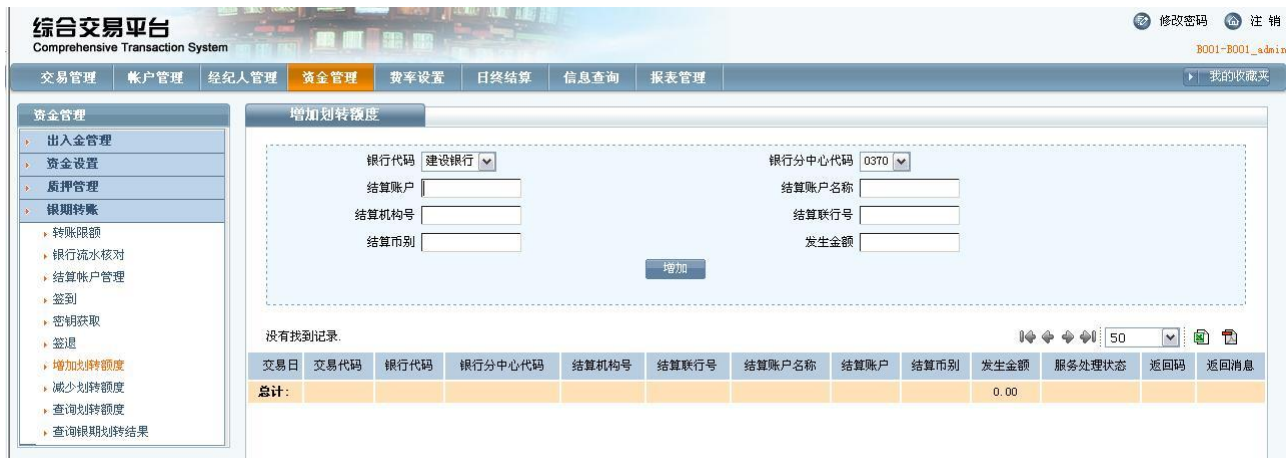 综合交易平台
Comprehensive Transaction System
修改密码 注 销
B001-B001_admin
交易管理 帐户管理 经纪人管理 资金管理 费率设置 日终结算 信息查询 报表管理 我的收藏夹
资金管理
出入金管理
资金设置
质押管理
银期转账
转账限额
银行流水核对
结算帐户管理
签到
密钥获取
签退
增加划转额度
减少划转额度
查询划转额度
查询银期划转结果
增加划转额度
银行代码 建设银行 银行分中心代码 0370
结算账户 结算账户名称
结算机构号 结算联行号
结算币别 发生金额
增加
没有找到记录. 50
交易日 交易代码 银行代码 银行分中心代码 结算机构号 结算联行号 结算账户名称 结算账户 结算币别 发生金额 服务处理状态 返回码 返回消息
总计: 0.00